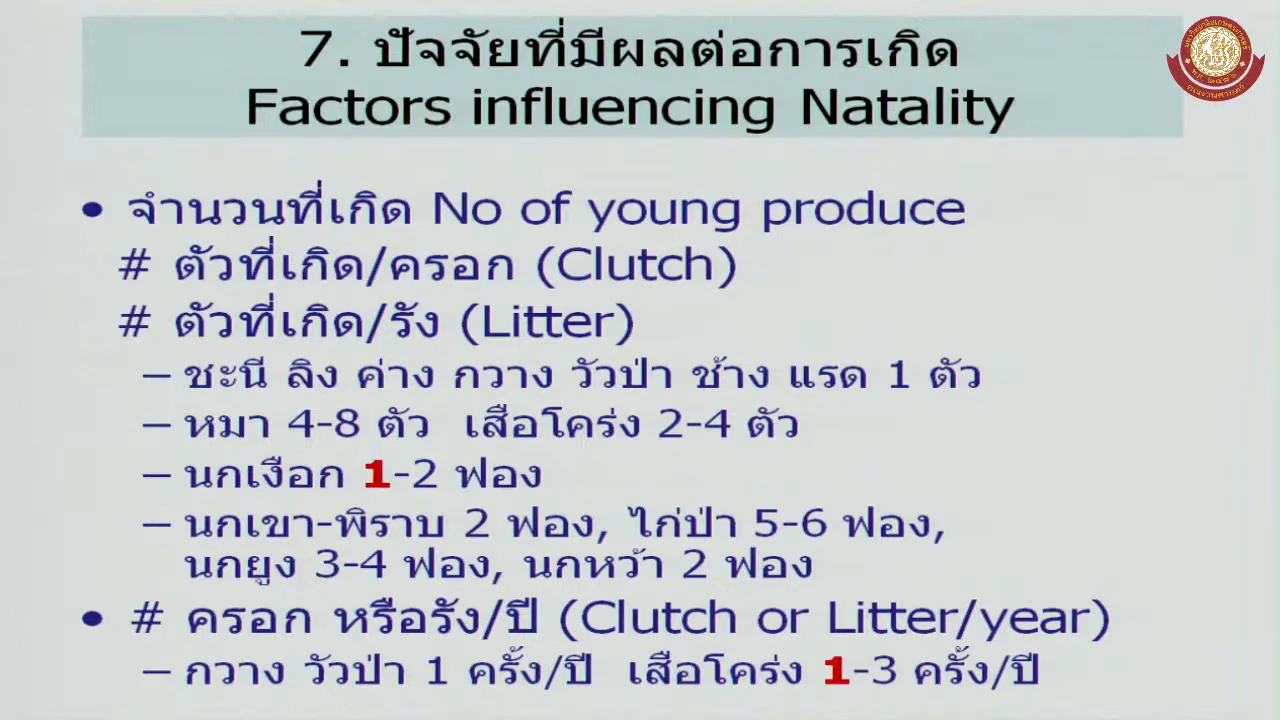 7. ปัจจัยที่มีผลต่อการเกิด
Factors influencing Natality
• จำนวนที่เกิด No of young produce
# ตัวที่เกิด/ครอก (Clutch)
# ตัวที่เกิด/รัง (Litter)
– ชะนี ลิง ค่าง กวาง วัวป่า ช้าง แรด 1 ตัว
– หมา 4-8 ตัว เสือโคร่ง 2-4 ตัว
– นกเงือก 1-2 ฟอง
– นกเขา-พิราบ 2 ฟอง, ไก่ป่า 5-6 ฟอง,
นกยูง 3-4 ฟอง, นกหว้า 2 ฟอง
• # ครอก หรือรัง/ปี (Clutch or Litter/year)
– กวาง วัวป่า 1 ครั้ง/ปี เสือโคร่ง 1-3 ครั้ง/ปี